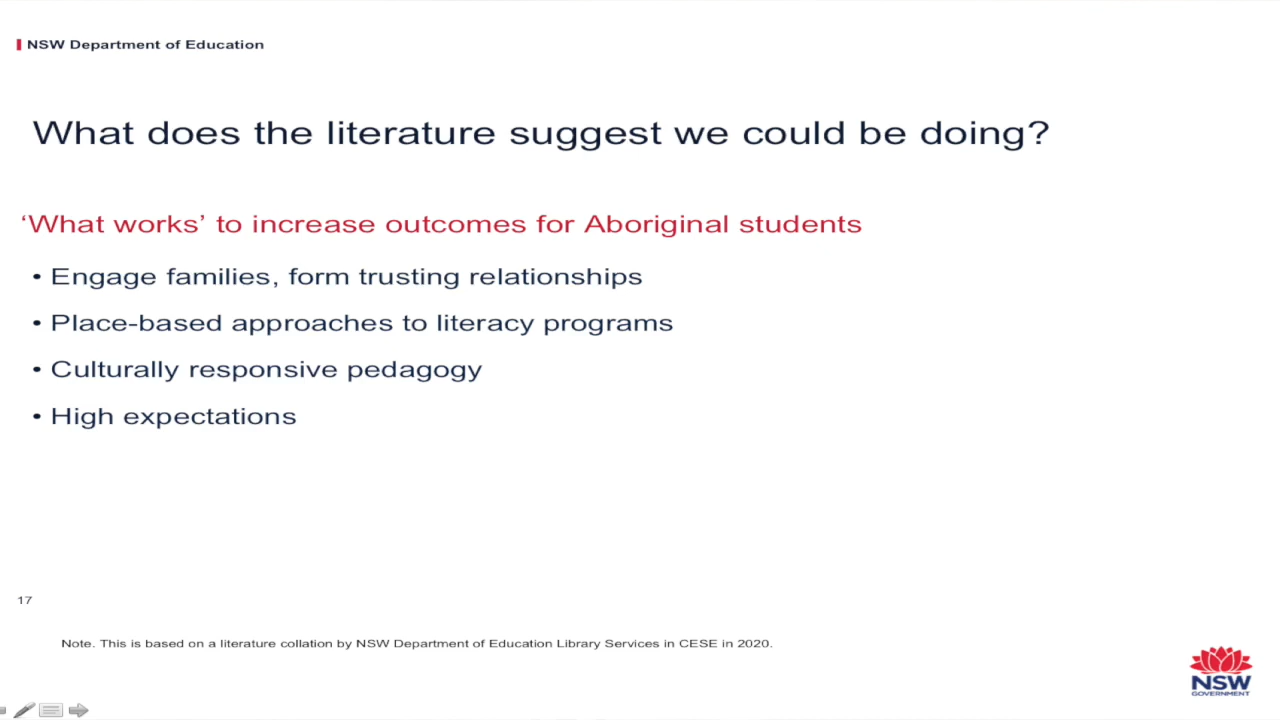 NSW Department of Education
What does the literature suggest we could be doing?
‘What works’ to increase outcomes for Aboriginal students
• Engage families, form trusting relationships
• Place-based approaches to literacy programs
• Culturally responsive pedagogy
• High expectations
17
Note. This is based on a literature collation by NSW Department of Education Library Services in CESE in 2020.
NSW
GOVERNMENT